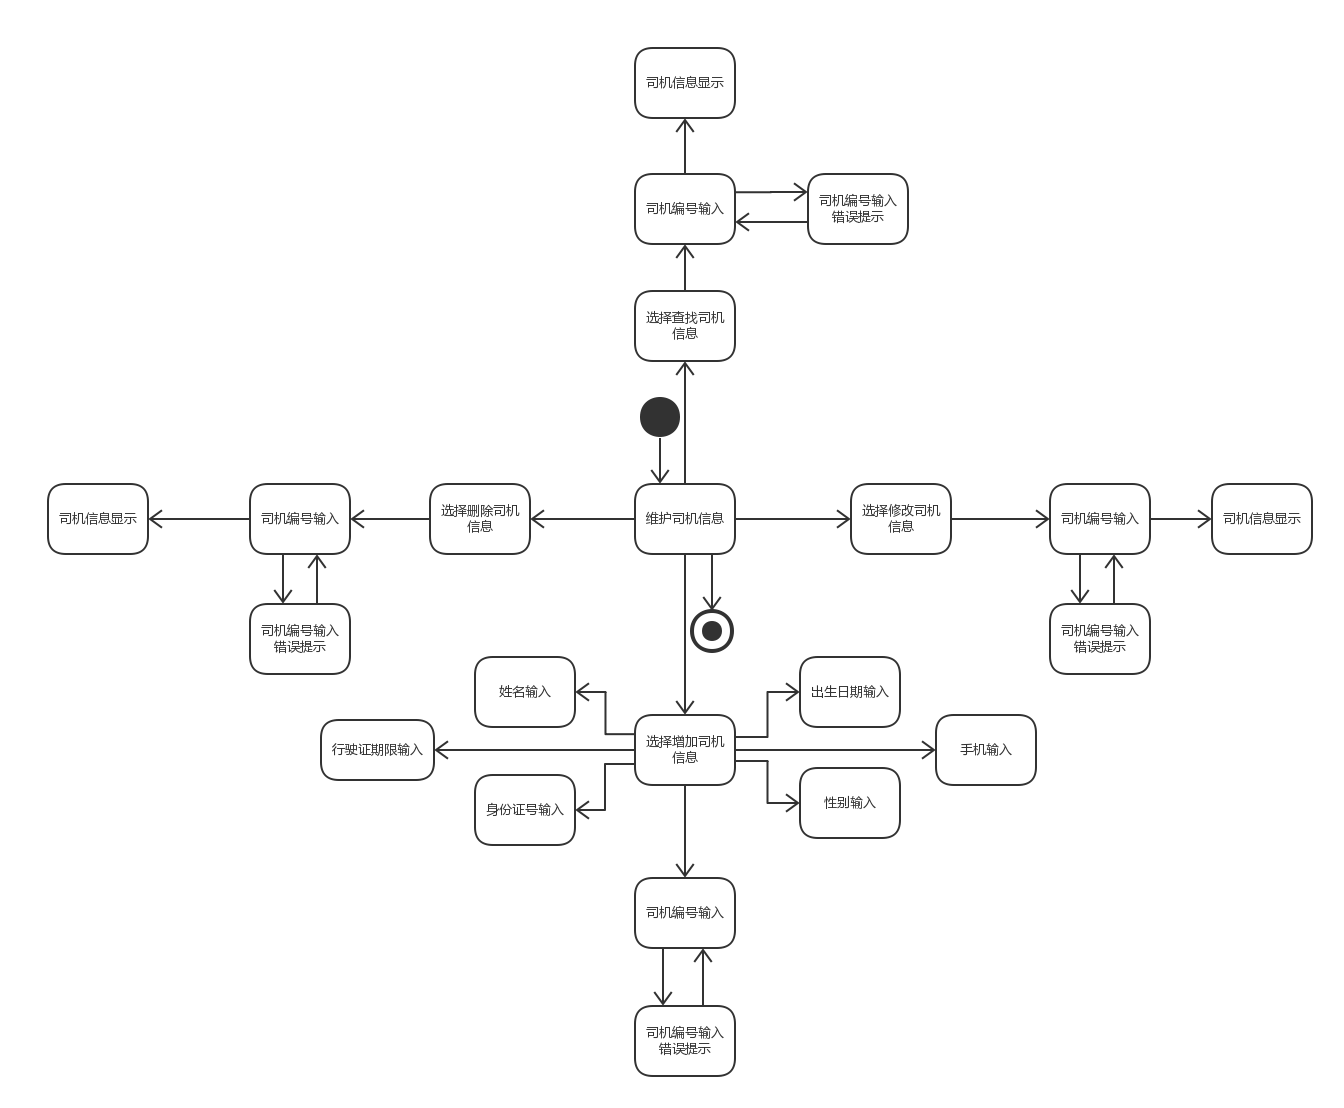 司机信息显示
司机编号输入
司机编号输入
错误提示
选择查找司机
信息
司机信息显示
司机编号输入
选择删除司机
信息
维护司机信息
选择修改司机
信息
司机编号输入
司机信息显示
司机编号输入
错误提示
司机编号输入
错误提示
姓名输入
出生日期输入
行驶证期限输入
选择增加司机
信息
手机输入
身份证号输入
性别输入
司机编号输入
司机编号输入
错误提示